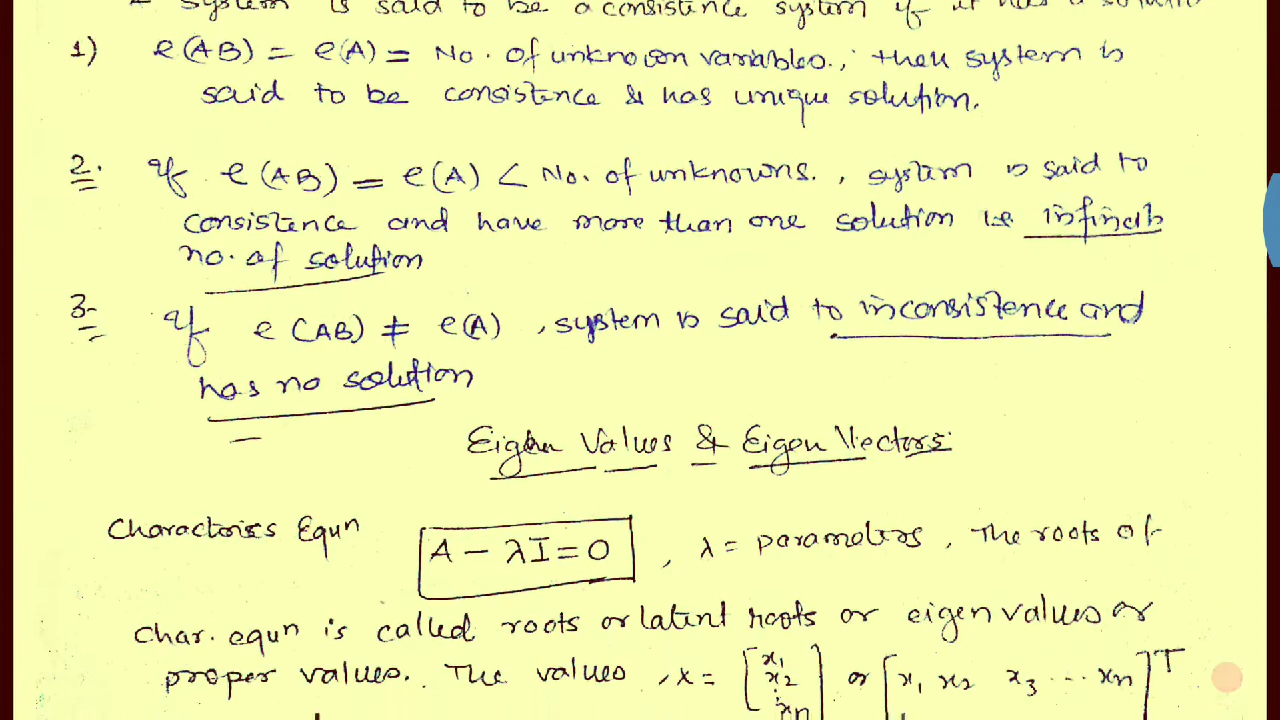 A system is said to be a consistence system if it has a solution
1) e(AB) = e(A) = No. of unknown variables., then system is
said to be consistence & has unique solution.
2. if e(AB) = e(A) < No. of unknowns., system is said to
consistence and have more than one solution i.e infinite
no. of solution
3- if e(AB) ≠ e(A), system is said to inconsistence and
has no solution
Eigen Values & Eigen Vectors:
Characteriscs Equn A - λI = 0, λ = parameters, The roots of
char. equn is called roots or latent roots or eigen values or
proper values. The values, x = [x1 x2 : xn] or [x1 x2 x3 ... xn]T